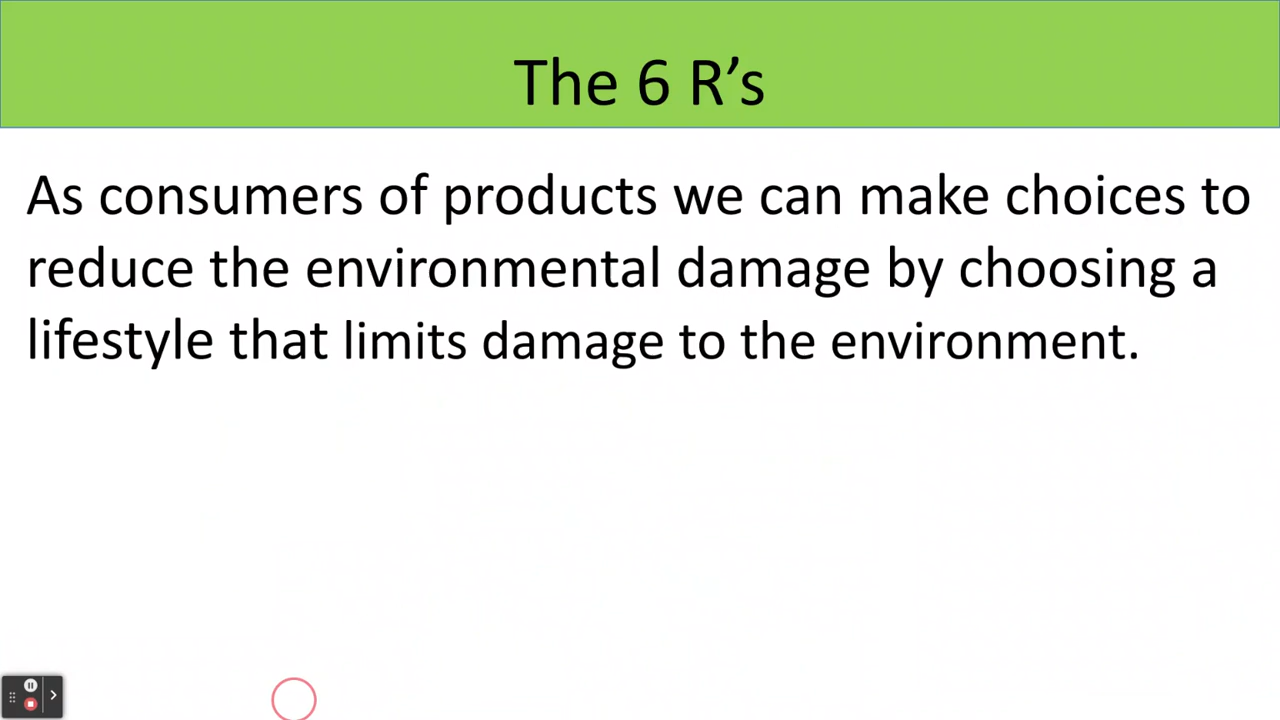 The 6 R’s
As consumers of products we can make choices to
reduce the environmental damage by choosing a
lifestyle that limits damage to the environment.